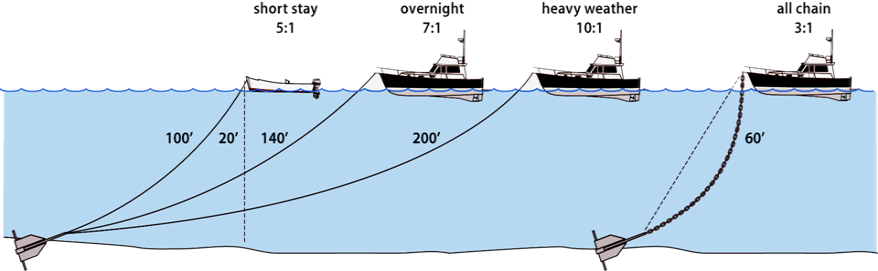 short stay
5:1
overnight
7:1
heavy weather
10:1
all chain
3:1
100′
20′
140′
200′
60′